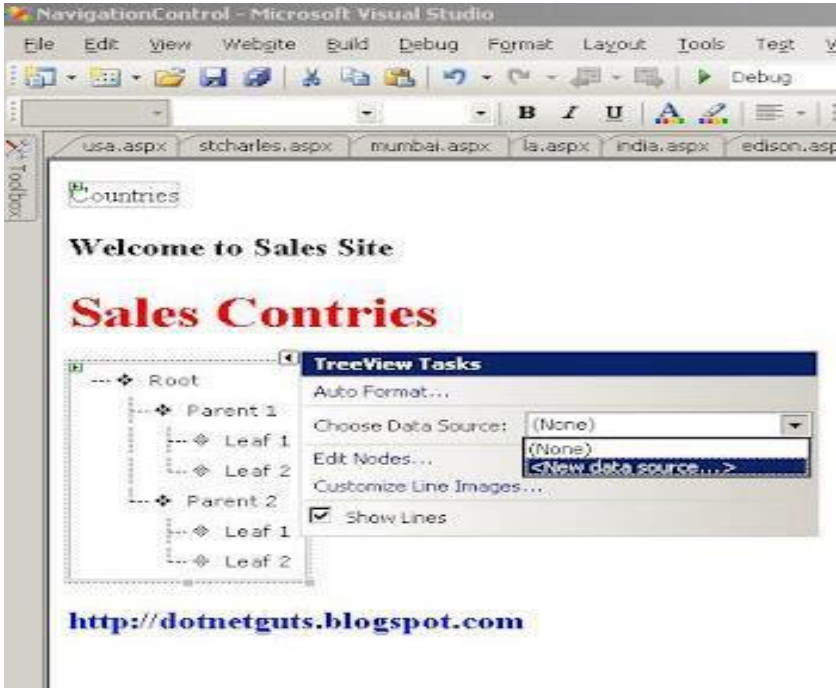 NavigationControl - Microsoft Visual Studio
File Edit View Website Build Debug Format Layout Tools Test
Debug
B I U A
usa.aspx stcharles.aspx mumbai.aspx la.aspx india.aspx edison.asp
Toolbox
Countries
Welcome to Sales Site
Sales Contries
TreeView Tasks
Root
Auto Format...
Parent 1
Choose Data Source: (None)
Leaf 1
(None)
Edit Nodes...
<New data source...>
Leaf 2
Customize Line Images...
Parent 2
Show Lines
Leaf 1
Leaf 2
http://dotnetguts.blogspot.com